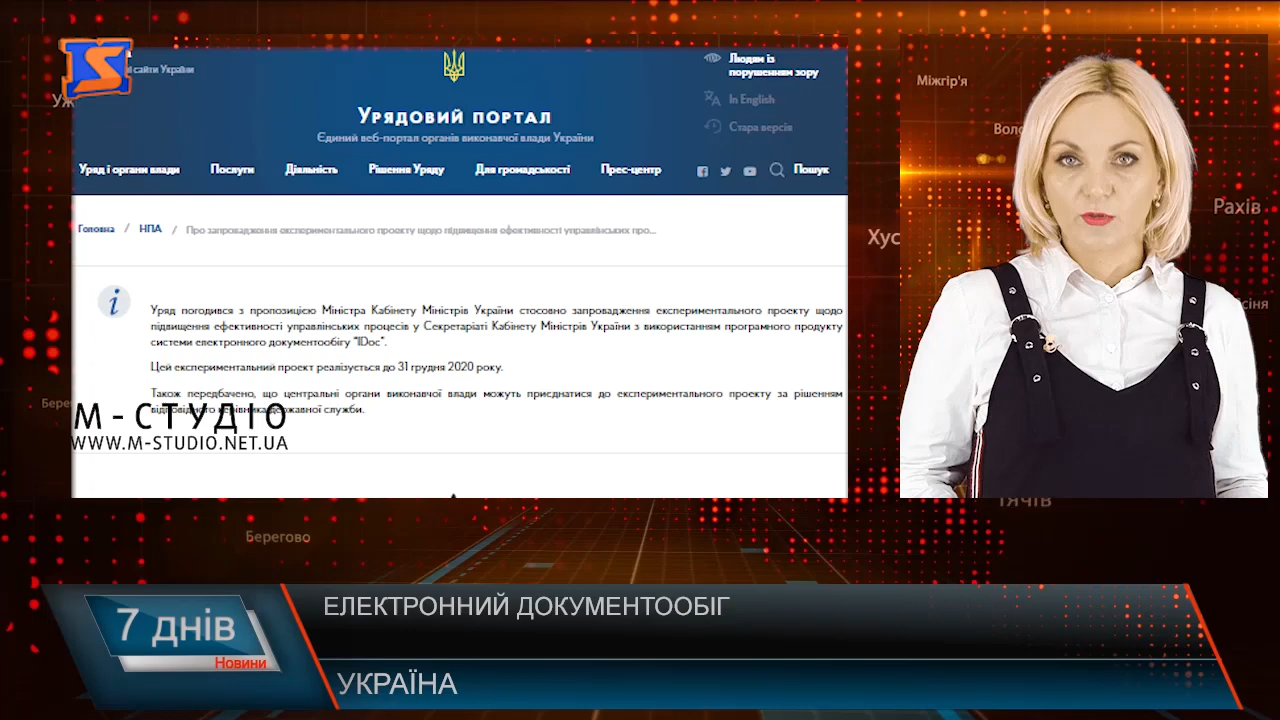 і сайти України
Людям із
порушенням зору
In English
Стара версія
Урядовий портал
Єдиний веб-портал органів виконавчої влади України
Уряд і органи влади Послуги Діяльність Рішення Уряду Для громадськості Прес-центр Пошук
Головна / НПА / Про запровадження експериментального проекту щодо підвищення ефективності управлінських про...
Уряд погодився з пропозицією Міністра Кабінету Міністрів України стосовно запровадження експериментального проекту щодо
підвищення ефективності управлінських процесів у Секретаріаті Кабінету Міністрів України з використанням програмного продукту
системи електронного документообігу "IDoc".
Цей експериментальний проект реалізується до 31 грудня 2020 року.
Також передбачено, що центральні органи виконавчої влади можуть приєднатися до експериментального проекту за рішенням
відповідного керівника державної служби.
М-СТУДІО
WWW.M-STUDIO.NET.UA
Міжгір'я
Воло
Рахів
Хус
Тячів
Берегово
7 днів
Новини
ЕЛЕКТРОННИЙ ДОКУМЕНТООБІГ
УКРАЇНА